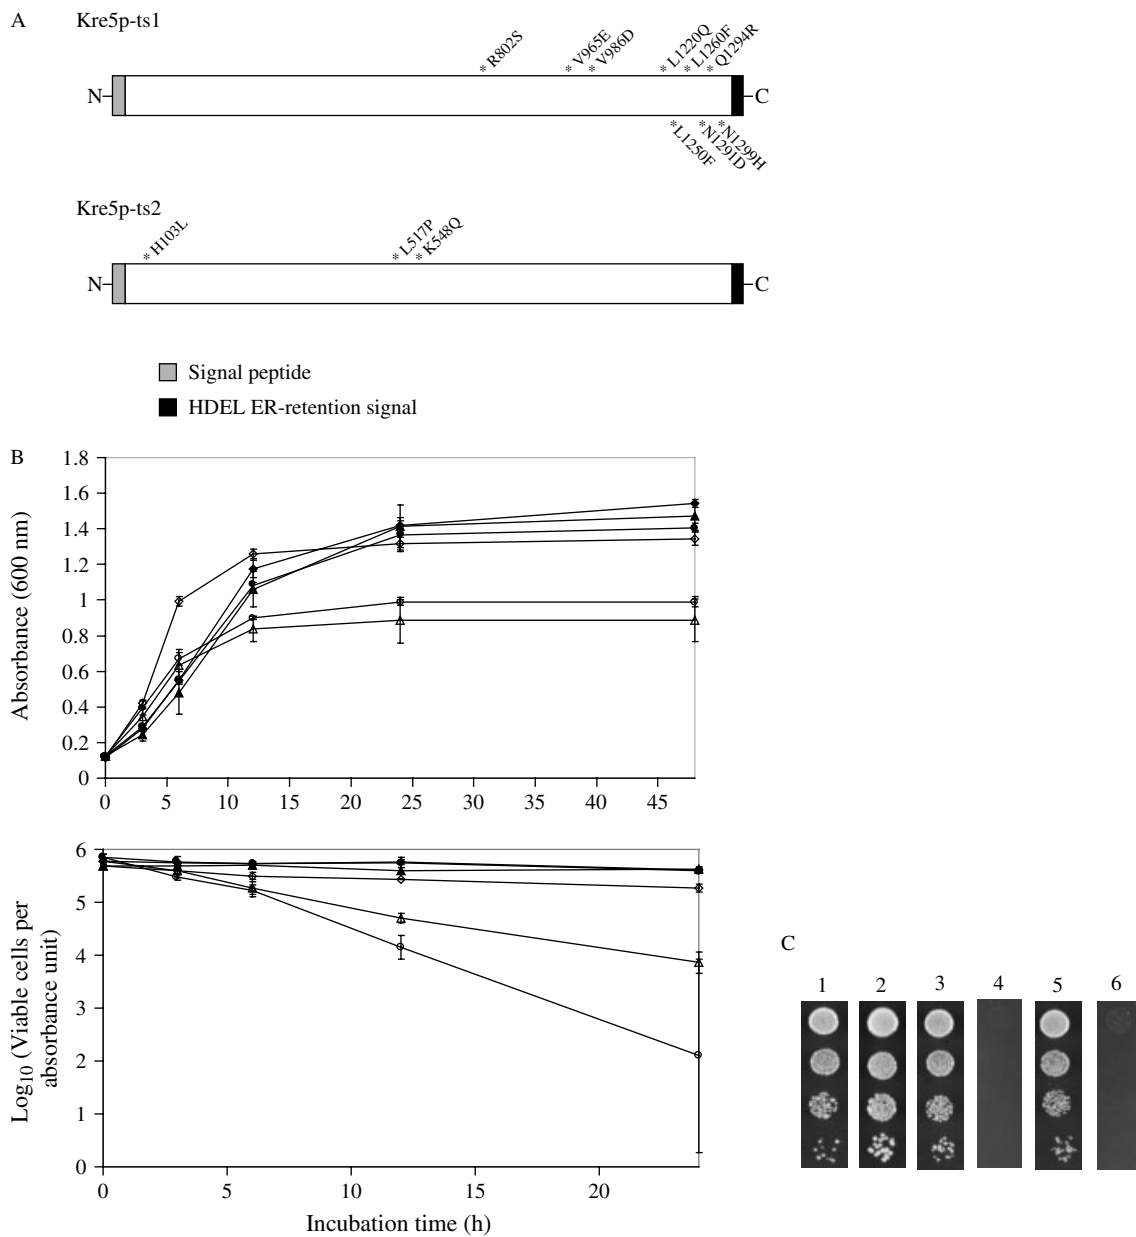 A
Kre5p-ts1
* R802S
* V965E
* V986D
* L1220Q
* L1260F
* Q1294R
N
C
*L1250F
*N1291D
*N1299H
Kre5p-ts2
* H103L
* L517P
* K548Q
N
C
Signal peptide
HDEL ER-retention signal
B
1.8
1.6
1.4
1.2
1
0.8
0.6
0.4
0.2
0
Absorbance (600 nm)
0 5 10 15 20 25 30 35 40 45
6
5
4
3
2
1
0
Log10 (Viable cells per
absorbance unit)
0 5 10 15 20
Incubation time (h)
C
1 2 3 4 5 6